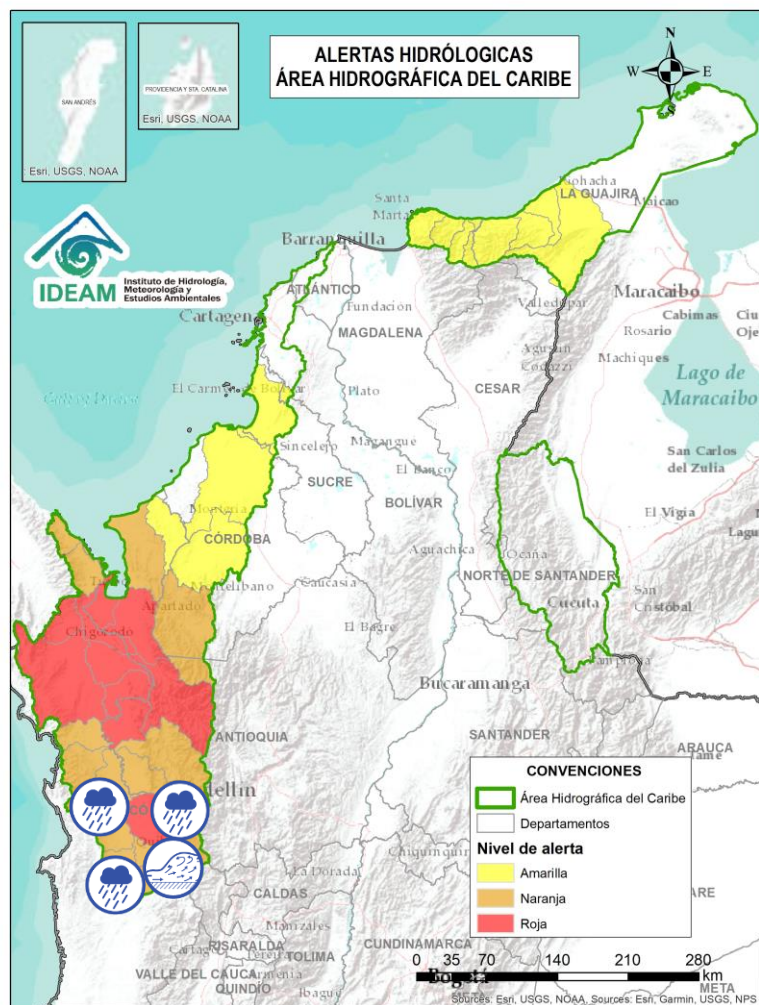 ALERTAS HIDRÓLOGICAS
ÁREA HIDROGRÁFICA DEL CARIBE
N
W
E
S
SAN ANDRÉS
Esri, USGS, NOAA
PROVIDENCIA Y STA. CATALINA
Esri, USGS, NOAA
IDEAM
Instituto de Hidrología,
Meteorología y
Estudios Ambientales
LA GUAJIRA
Maicao
Santa
Marta
Barranquilla
ATLÁNTICO
Fundación
Cartagena
MAGDALENA
Valledupar
Maracaibo
Cabimas
Rosario
Machiques
Agustín
Codazzi
CESAR
Lago de
Maracaibo
El Carmen de Bolívar
Plato
Sincelejo
Magangué
El Banco
San Carlos
del Zulia
SUCRE
BOLÍVAR
Montería
CÓRDOBA
El Vigía
Aguachica
Ocaña
NORTE DE SANTANDER
Montelíbano
Caucasia
Apartado
Cucuta
San
Cristóbal
Chigorodó
El Bagre
Pamplona
Bucaramanga
ANTIOQUIA
SANTANDER
ARAUCA
CONVENCIONES
Área Hidrográfica del Caribe
Departamentos
Nivel de alerta
Amarilla
Naranja
Roja
La Dorada
CALDAS
Manizales
RISARALDA
TOLIMA
CUNDINAMARCA
VALLE DEL CAUCA
Armenia
QUINDÍO
Ibagué
Bogotá
META
0 35 70 140 210 280
km
Sources: Esri, USGS, NOAA, Sources: Esri, Garmin, USGS, NPS